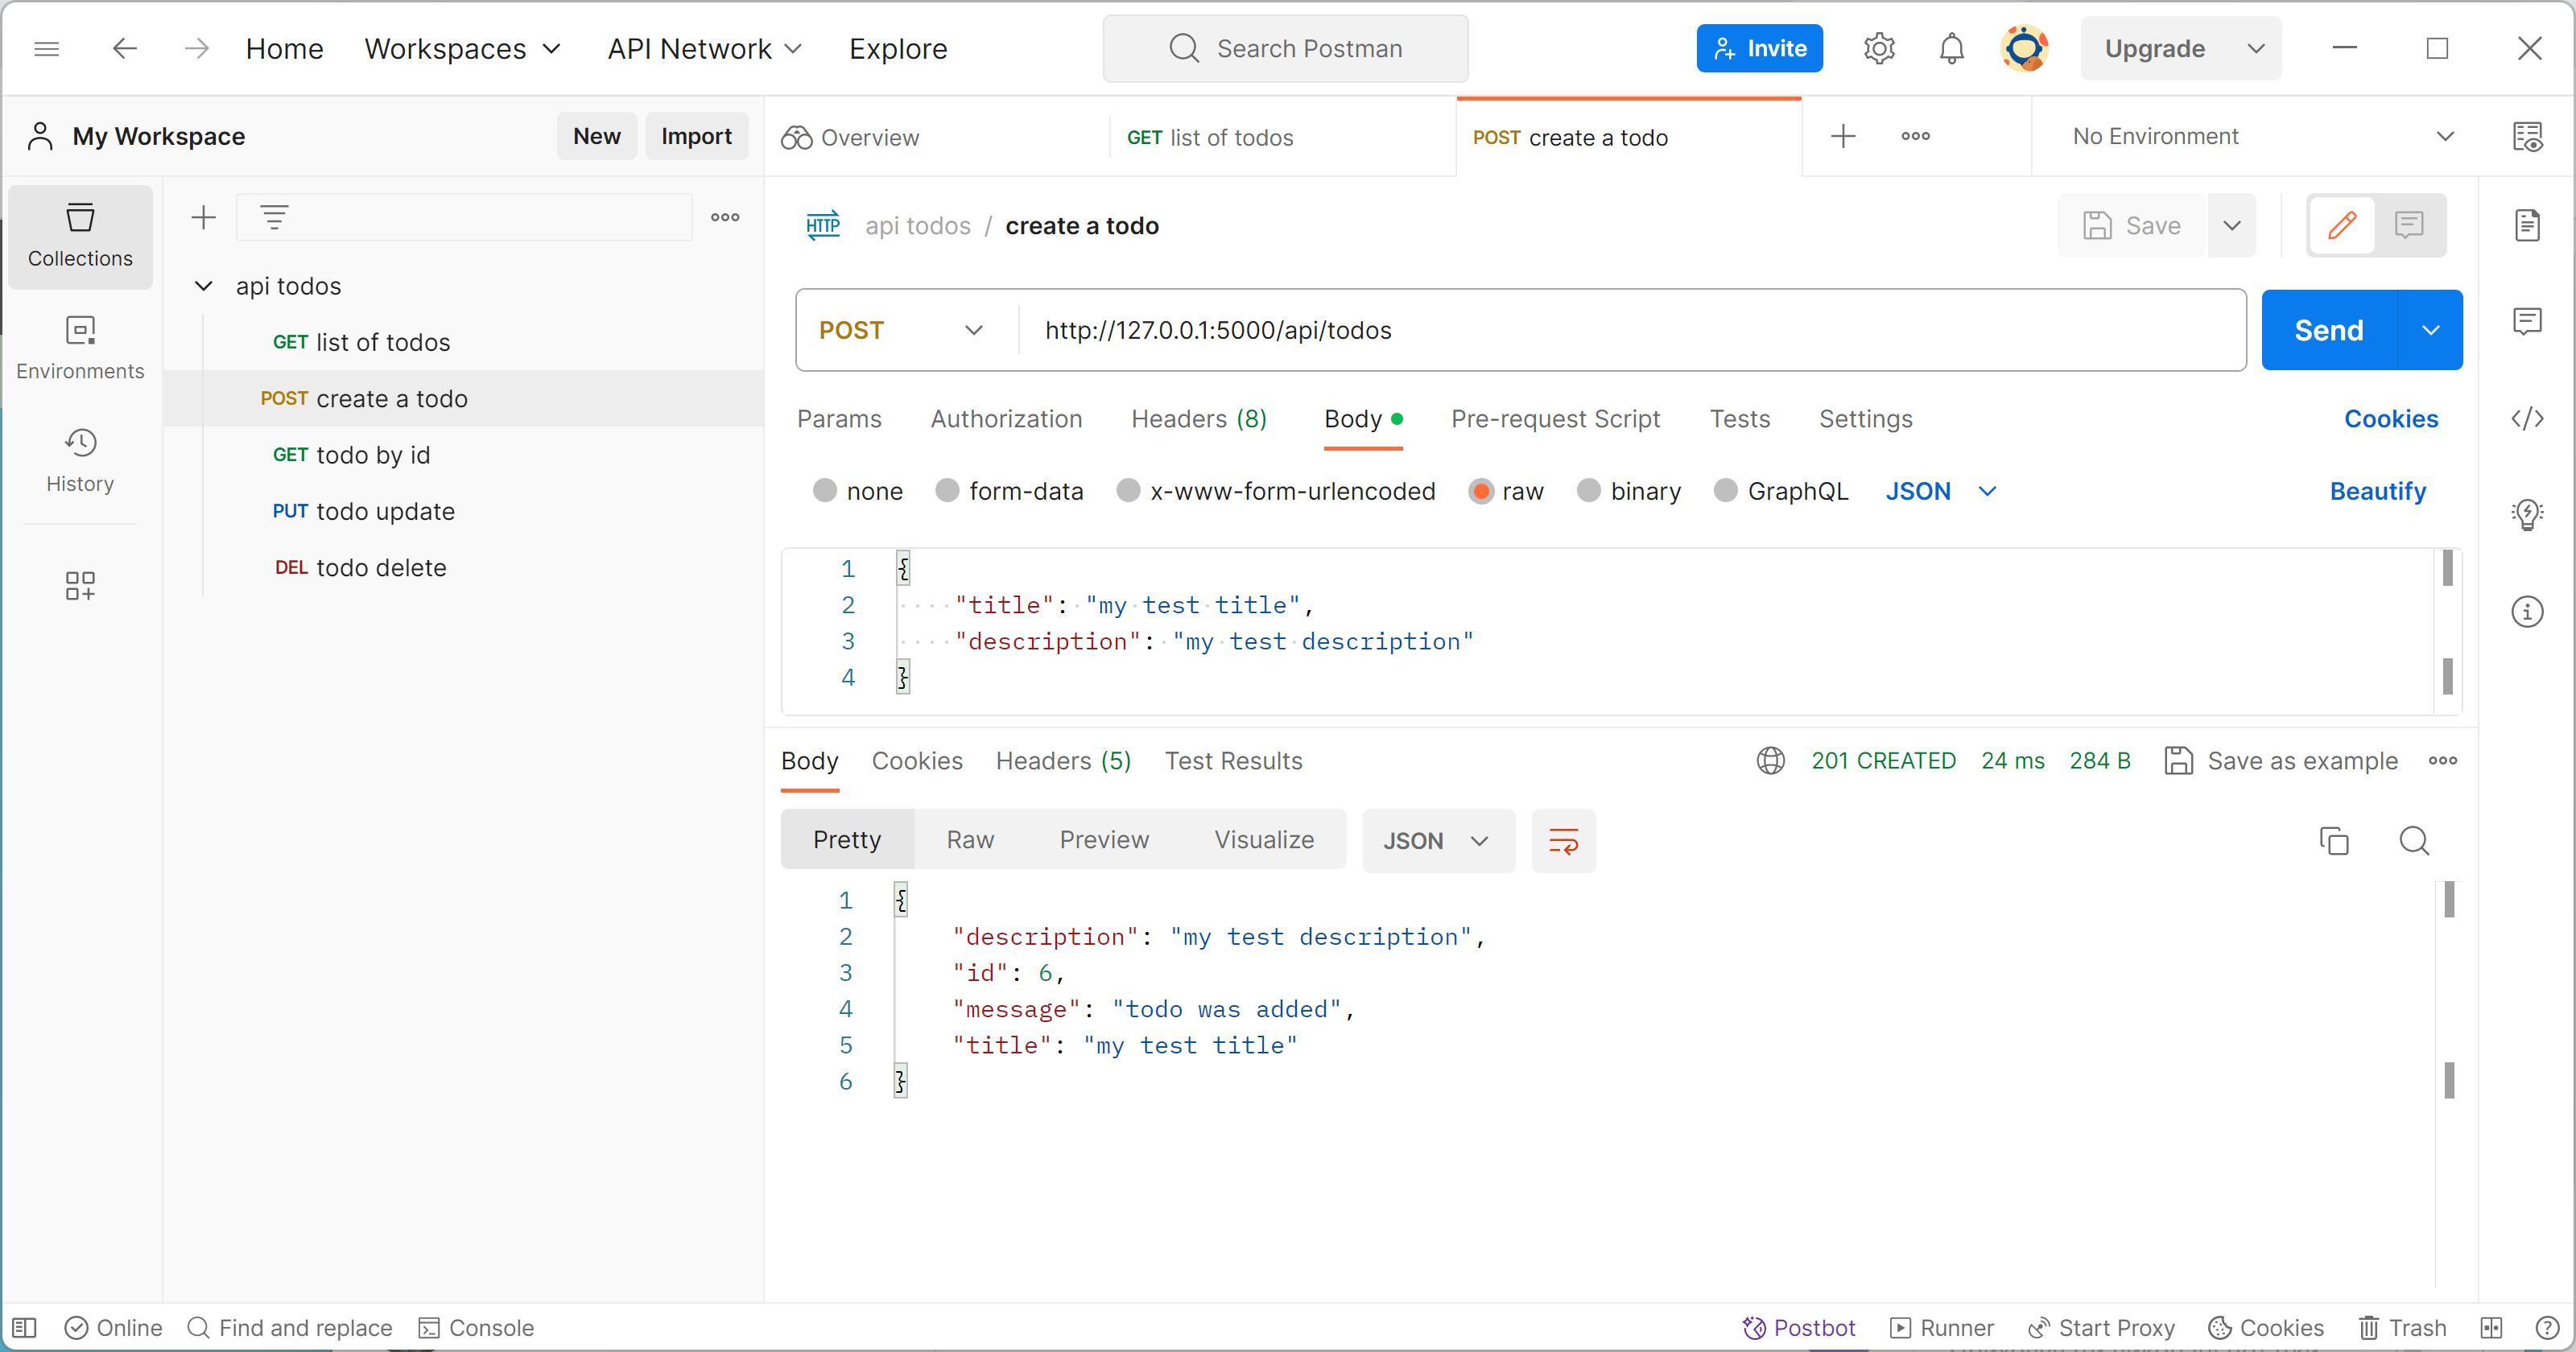 Home Workspaces API Network Explore Search Postman Invite Upgrade
My Workspace New Import
Overview GET list of todos POST create a todo No Environment
Collections
Environments
History
api todos
GET list of todos
POST create a todo
GET todo by id
PUT todo update
DEL todo delete
HTTP api todos / create a todo Save
POST http://127.0.0.1:5000/api/todos Send
Params Authorization Headers (8) Body Pre-request Script Tests Settings Cookies
none form-data x-www-form-urlencoded raw binary GraphQL JSON Beautify
1 {
2 "title": "my test title",
3 "description": "my test description"
4 }
Body Cookies Headers (5) Test Results 201 CREATED 24 ms 284 B Save as example
Pretty Raw Preview Visualize JSON
1 {
2 "description": "my test description",
3 "id": 6,
4 "message": "todo was added",
5 "title": "my test title"
6 }
Online Find and replace Console Postbot Runner Start Proxy Cookies Trash